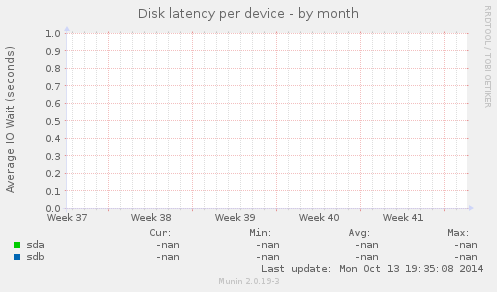 Disk latency per device - by month
RRDTOOL / TOBI OETIKER
Average IO Wait (seconds)
1.0
0.9
0.8
0.7
0.6
0.5
0.4
0.3
0.2
0.1
0.0
Week 37 Week 38 Week 39 Week 40 Week 41
Cur: Min: Avg: Max:
sda -nan -nan -nan -nan
sdb -nan -nan -nan -nan
Last update: Mon Oct 13 19:35:08 2014
Munin 2.0.19-3